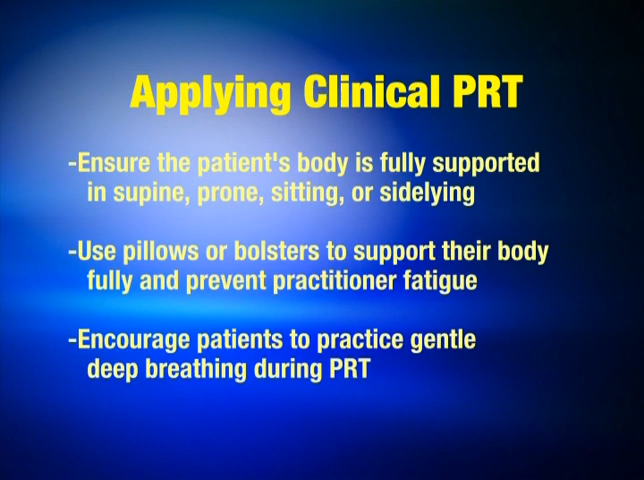 Applying Clinical PRT
-Ensure the patient's body is fully supported
in supine, prone, sitting, or sidelying
-Use pillows or bolsters to support their body
fully and prevent practitioner fatigue
-Encourage patients to practice gentle
deep breathing during PRT